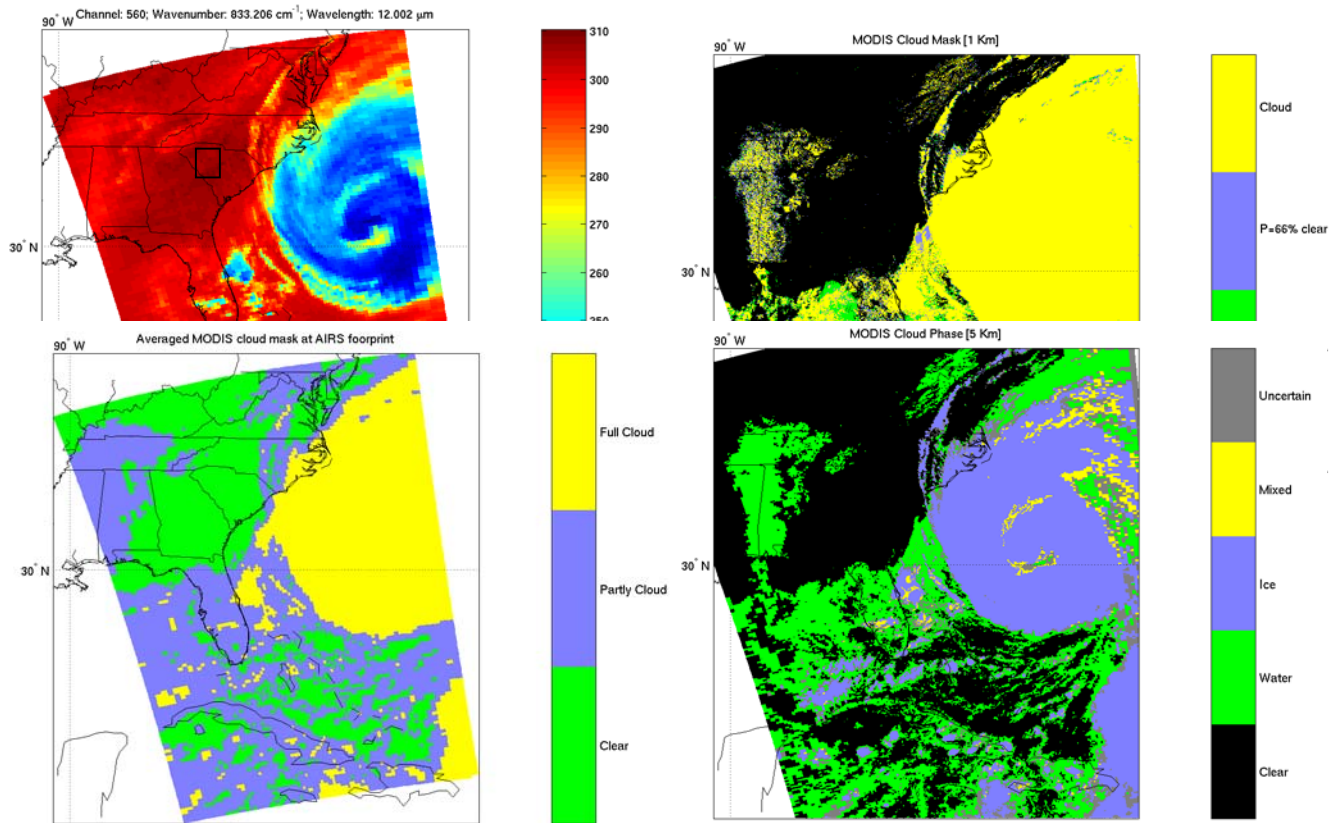 Channel: 560; Wavenumber: 833.206 cm⁻¹; Wavelength: 12.002 μm
90° W
30° N
310
300
290
280
270
260
MODIS Cloud Mask [1 Km]
90° W
30° N
Cloud
P=66% clear
Averaged MODIS cloud mask at AIRS foorprint
90° W
30° N
Full Cloud
Partly Cloud
Clear
MODIS Cloud Phase [5 Km]
90° W
30° N
Uncertain
Mixed
Ice
Water
Clear